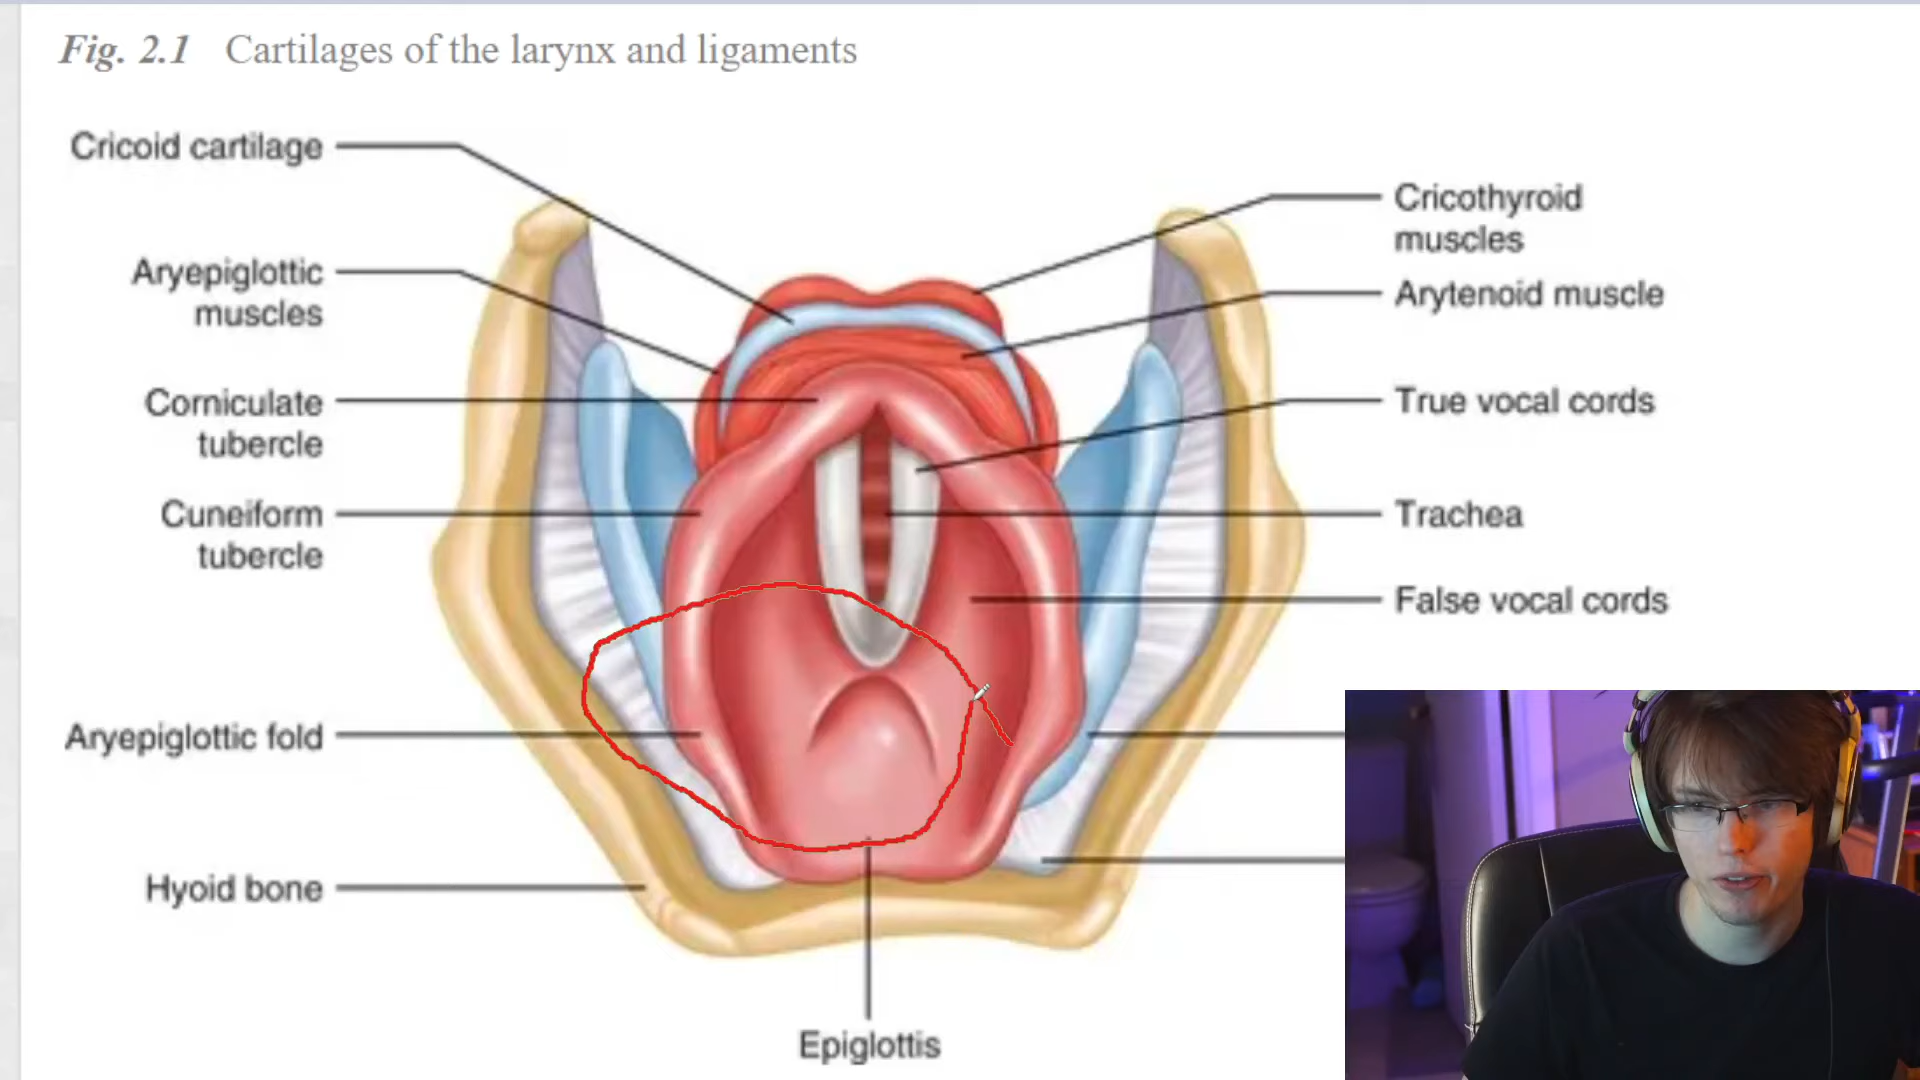 Fig. 2.1 Cartilages of the larynx and ligaments
Cricoid cartilage
Aryepiglottic
muscles
Corniculate
tubercle
Cuneiform
tubercle
Aryepiglottic fold
Hyoid bone
Epiglottis
Cricothyroid
muscles
Arytenoid muscle
True vocal cords
Trachea
False vocal cords